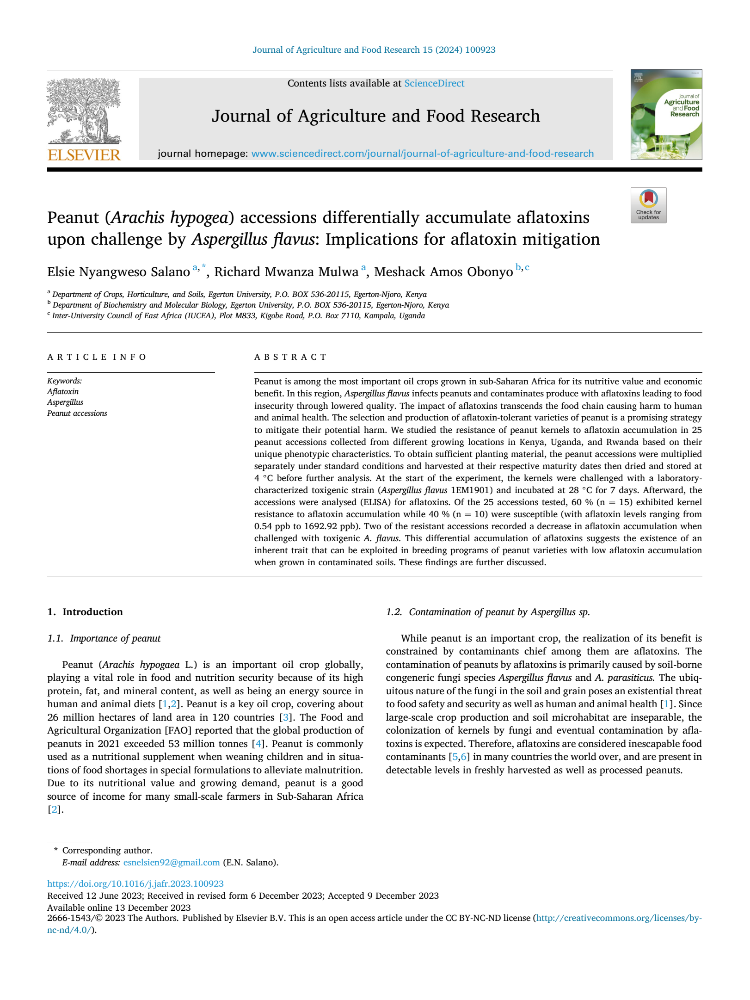 Journal of Agriculture and Food Research 15 (2024) 100923
Contents lists available at ScienceDirect
Journal of Agriculture and Food Research
journal homepage: www.sciencedirect.com/journal/journal-of-agriculture-and-food-research
NON SOLUS
ELSEVIER
Journal of
Agriculture
and Food
Research
Check for
updates
Peanut (Arachis hypogea) accessions differentially accumulate aflatoxins
upon challenge by Aspergillus flavus: Implications for aflatoxin mitigation
Elsie Nyangweso Salano a,*, Richard Mwanza Mulwa a, Meshack Amos Obonyo b,c
a Department of Crops, Horticulture, and Soils, Egerton University, P.O. BOX 536-20115, Egerton-Njoro, Kenya
b Department of Biochemistry and Molecular Biology, Egerton University, P.O. BOX 536-20115, Egerton-Njoro, Kenya
c Inter-University Council of East Africa (IUCEA), Plot M833, Kigobe Road, P.O. Box 7110, Kampala, Uganda
ARTICLE INFO
Keywords:
Aflatoxin
Aspergillus
Peanut accessions
ABSTRACT
Peanut is among the most important oil crops grown in sub-Saharan Africa for its nutritive value and economic
benefit. In this region, Aspergillus flavus infects peanuts and contaminates produce with aflatoxins leading to food
insecurity through lowered quality. The impact of aflatoxins transcends the food chain causing harm to human
and animal health. The selection and production of aflatoxin-tolerant varieties of peanut is a promising strategy
to mitigate their potential harm. We studied the resistance of peanut kernels to aflatoxin accumulation in 25
peanut accessions collected from different growing locations in Kenya, Uganda, and Rwanda based on their
unique phenotypic characteristics. To obtain sufficient planting material, the peanut accessions were multiplied
separately under standard conditions and harvested at their respective maturity dates then dried and stored at
4 °C before further analysis. At the start of the experiment, the kernels were challenged with a laboratory-
characterized toxigenic strain (Aspergillus flavus 1EM1901) and incubated at 28 °C for 7 days. Afterward, the
accessions were analysed (ELISA) for aflatoxins. Of the 25 accessions tested, 60 % (n = 15) exhibited kernel
resistance to aflatoxin accumulation while 40 % (n = 10) were susceptible (with aflatoxin levels ranging from
0.54 ppb to 1692.92 ppb). Two of the resistant accessions recorded a decrease in aflatoxin accumulation when
challenged with toxigenic A. flavus. This differential accumulation of aflatoxins suggests the existence of an
inherent trait that can be exploited in breeding programs of peanut varieties with low aflatoxin accumulation
when grown in contaminated soils. These findings are further discussed.
1. Introduction
1.1. Importance of peanut
Peanut (Arachis hypogaea L.) is an important oil crop globally,
playing a vital role in food and nutrition security because of its high
protein, fat, and mineral content, as well as being an energy source in
human and animal diets [1,2]. Peanut is a key oil crop, covering about
26 million hectares of land area in 120 countries [3]. The Food and
Agricultural Organization [FAO] reported that the global production of
peanuts in 2021 exceeded 53 million tonnes [4]. Peanut is commonly
used as a nutritional supplement when weaning children and in situa-
tions of food shortages in special formulations to alleviate malnutrition.
Due to its nutritional value and growing demand, peanut is a good
source of income for many small-scale farmers in Sub-Saharan Africa
[2].
1.2. Contamination of peanut by Aspergillus sp.
While peanut is an important crop, the realization of its benefit is
constrained by contaminants chief among them are aflatoxins. The
contamination of peanuts by aflatoxins is primarily caused by soil-borne
congeneric fungi species Aspergillus flavus and A. parasiticus. The ubiq-
uitous nature of the fungi in the soil and grain poses an existential threat
to food safety and security as well as human and animal health [1]. Since
large-scale crop production and soil microhabitat are inseparable, the
colonization of kernels by fungi and eventual contamination by afla-
toxins is expected. Therefore, aflatoxins are considered inescapable food
contaminants [5,6] in many countries the world over, and are present in
detectable levels in freshly harvested as well as processed peanuts.
* Corresponding author.
E-mail address: esnelsien92@gmail.com (E.N. Salano).
https://doi.org/10.1016/j.jafr.2023.100923
Received 12 June 2023; Received in revised form 6 December 2023; Accepted 9 December 2023
Available online 13 December 2023
2666-1543/© 2023 The Authors. Published by Elsevier B.V. This is an open access article under the CC BY-NC-ND license (http://creativecommons.org/licenses/by-
nc-nd/4.0/).